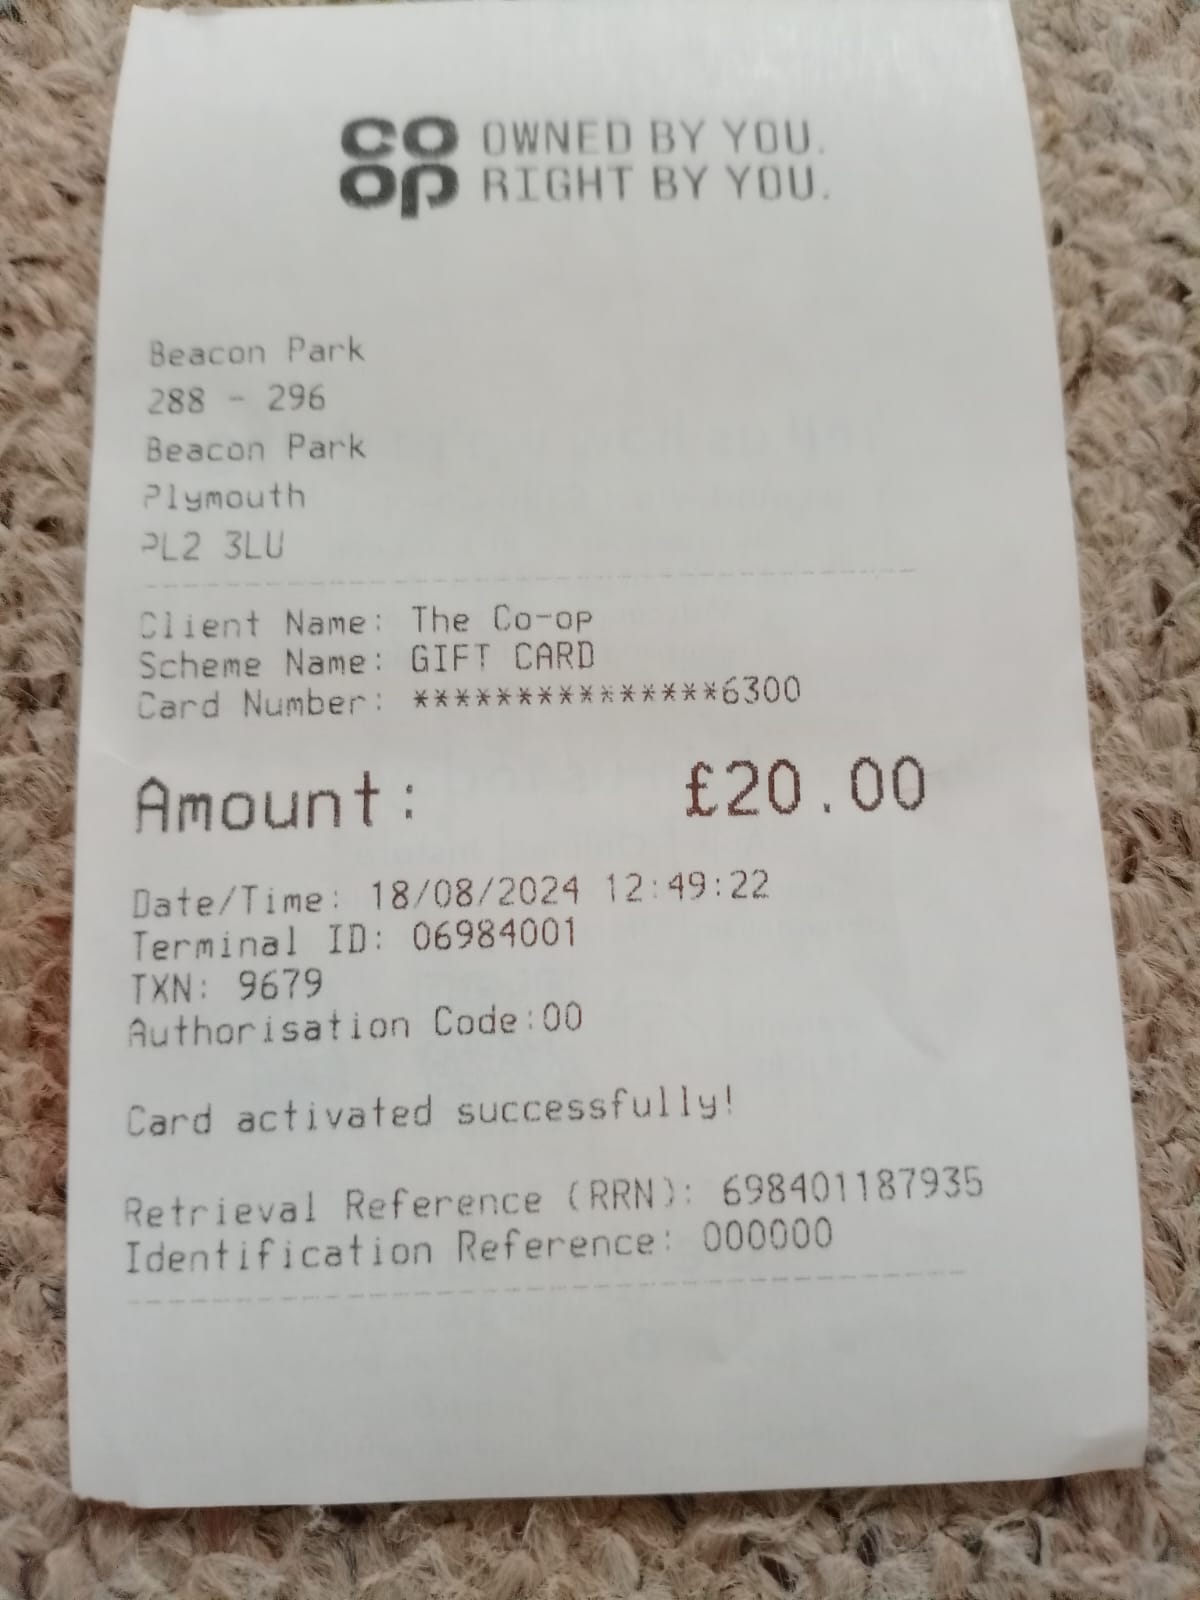 CO OP OWNED BY YOU.
RIGHT BY YOU.
Beacon Park
288 - 296
Beacon Park
Plymouth
PL2 3LU
Client Name: The Co-op
Scheme Name: GIFT CARD
Card Number: ***************6300
Amount: £20.00
Date/Time: 18/08/2024 12:49:22
Terminal ID: 06984001
TXN: 9679
Authorisation Code:00
Card activated successfully!
Retrieval Reference (RRN): 698401187935
Identification Reference: 000000